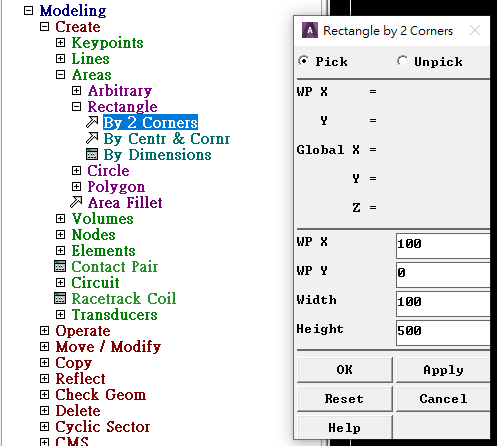 Modeling
Create
Keypoints
Lines
Areas
Arbitrary
Rectangle
By 2 Corners
By Centr & Cornr
By Dimensions
Circle
Polygon
Area Fillet
Volumes
Nodes
Elements
Contact Pair
Circuit
Racetrack Coil
Transducers
Operate
Move / Modify
Copy
Reflect
Check Geom
Delete
Cyclic Sector
CMS
A Rectangle by 2 Corners
Pick Unpick
WP X =
Y =
Global X =
Y =
Z =
WP X 100
WP Y 0
Width 100
Height 500
OK Apply
Reset Cancel
Help